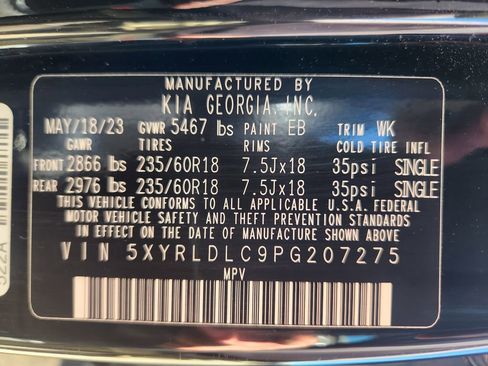 MANUFACTURED BY
KIA GEORGIA, INC.
MAY/18/23 GVWR 5467 lbs PAINT EB TRIM WK
GAWR TIRES RIMS COLD TIRE INFL
FRONT 2866 lbs 235/60R18 7.5Jx18 35psi SINGLE
REAR 2976 lbs 235/60R18 7.5Jx18 35psi SINGLE
THIS VEHICLE CONFORMS TO ALL APPLICABLE U.S.A. FEDERAL
MOTOR VEHICLE SAFETY AND THEFT PREVENTION STANDARDS
IN EFFECT ON THE DATE OF MANUFACTURE SHOWN ABOVE.
VIN 5XYRLDLC9PG207275
MPV
522A